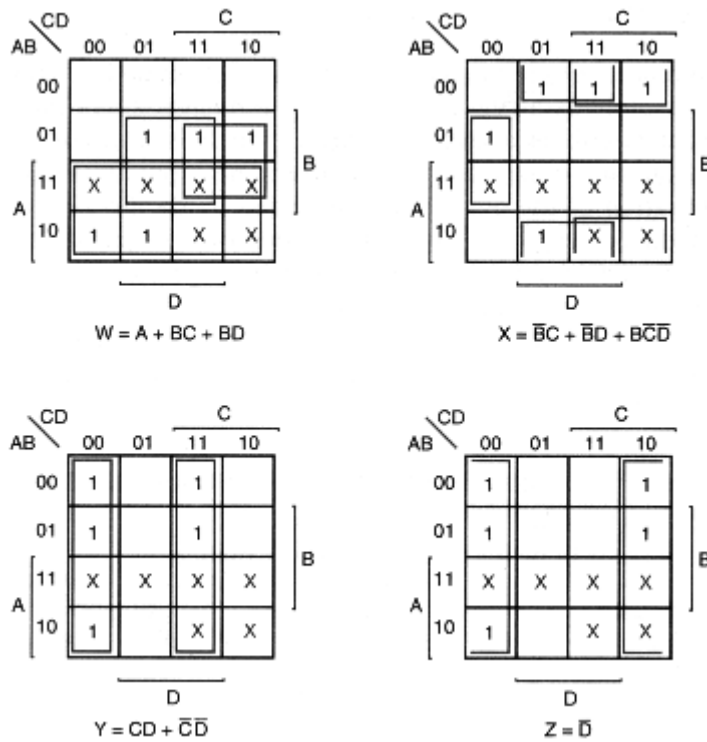 CD C CD C
AB 00 01 11 10 AB 00 01 11 10
00 00 1 1 1
01 1 1 1 B 01 1 B
A 11 X X X X A 11 X X X X
10 1 1 X X 10 1 X X
D D
W = A + BC + BD X = B̅C + B̅D + BC̅D̅
CD C CD C
AB 00 01 11 10 AB 00 01 11 10
00 1 1 00 1 1
01 1 1 B 01 1 1 B
A 11 X X X X A 11 X X X X
10 1 X X 10 1 X X
D D
Y = CD + C̅ D̅ Z = D̅